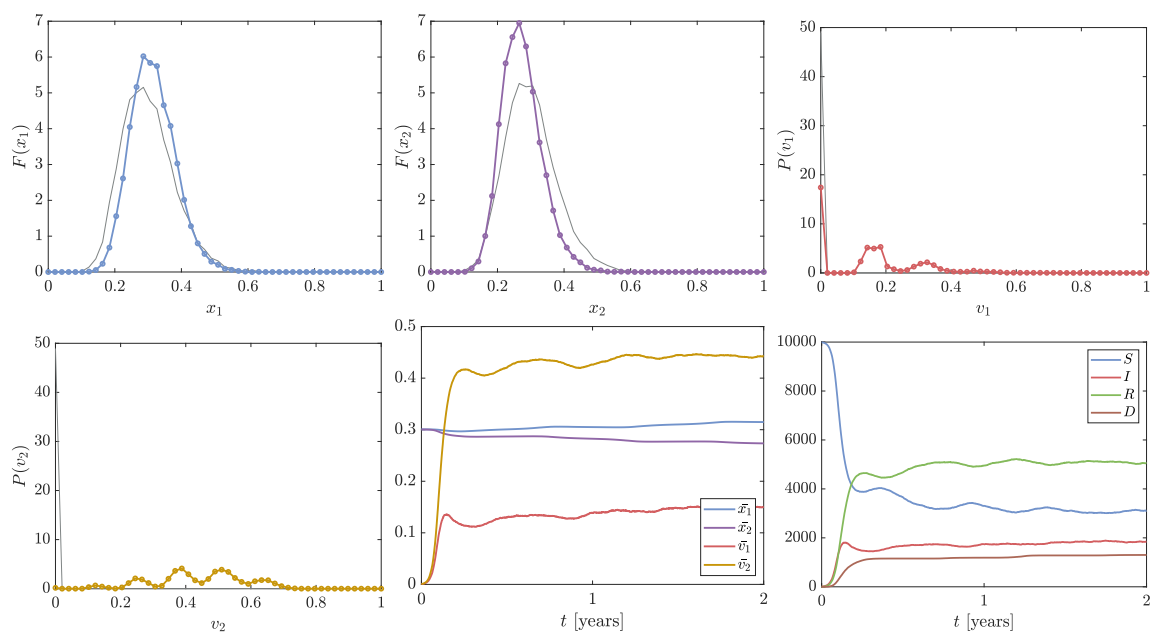 7
6
5
4
3
2
1
0
0 0.2 0.4 0.6 0.8 1
F(x₁)
x₁
7
6
5
4
3
2
1
0
0 0.2 0.4 0.6 0.8 1
F(x₂)
x₂
50
40
30
20
10
0
0 0.2 0.4 0.6 0.8 1
P(v₁)
v₁
50
40
30
20
10
0
0 0.2 0.4 0.6 0.8 1
P(v₂)
v₂
0.5
0.4
0.3
0.2
0.1
0
0 1 2
t [years]
x̄₁
x̄₂
v̄₁
v̄₂
10000
8000
6000
4000
2000
0
0 1 2
t [years]
S
I
R
D